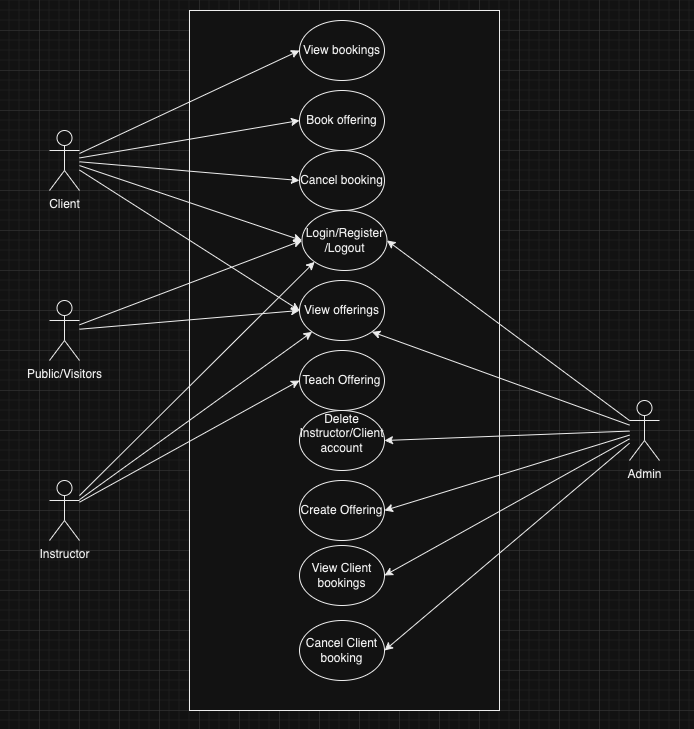 View bookings
Book offering
Client
Cancel booking
Login/Register
/Logout
Public/Visitors
View offerings
Teach Offering
Delete
Instructor/Client
account
Admin
Instructor
Create Offering
View Client
bookings
Cancel Client
booking